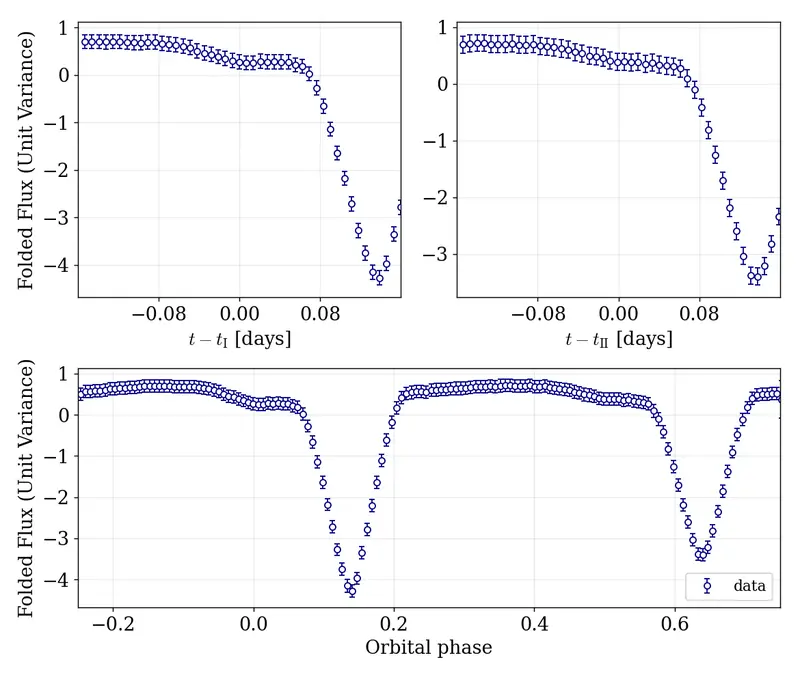 Folded Flux (Unit Variance)
1
0
−1
−2
−3
−4
−0.08 0.00 0.08
t − tI [days]
1
0
−1
−2
−3
−0.08 0.00 0.08
t − tII [days]
Folded Flux (Unit Variance)
1
0
−1
−2
−3
−4
−0.2 0.0 0.2 0.4 0.6
Orbital phase
data